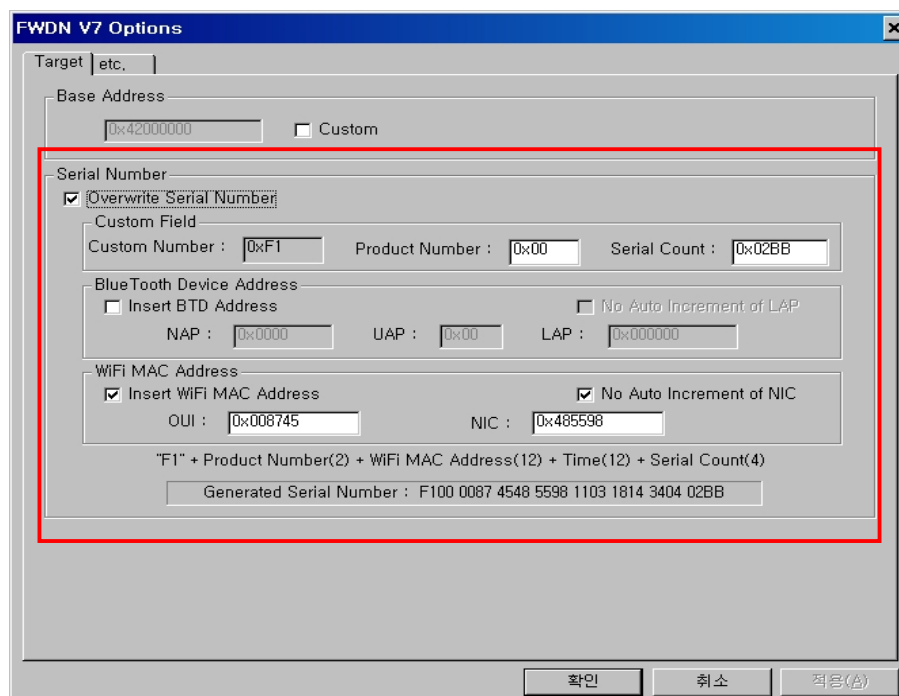 FWDN V7 Options
Target etc.
Base Address
0x42000000 Custom
Serial Number
Overwrite Serial Number
Custom Field
Custom Number : 0xF1 Product Number : 0x00 Serial Count : 0x02BB
BlueTooth Device Address
Insert BTD Address No Auto Increment of LAP
NAP : 0x0000 UAP : 0x00 LAP : 0x000000
WiFi MAC Address
Insert WiFi MAC Address No Auto Increment of NIC
OUI : 0x008745 NIC : 0x485598
"F1" + Product Number(2) + WiFi MAC Address(12) + Time(12) + Serial Count(4)
Generated Serial Number : F100 0087 4548 5598 1103 1814 3404 02BB
확인 취소 적용(A)